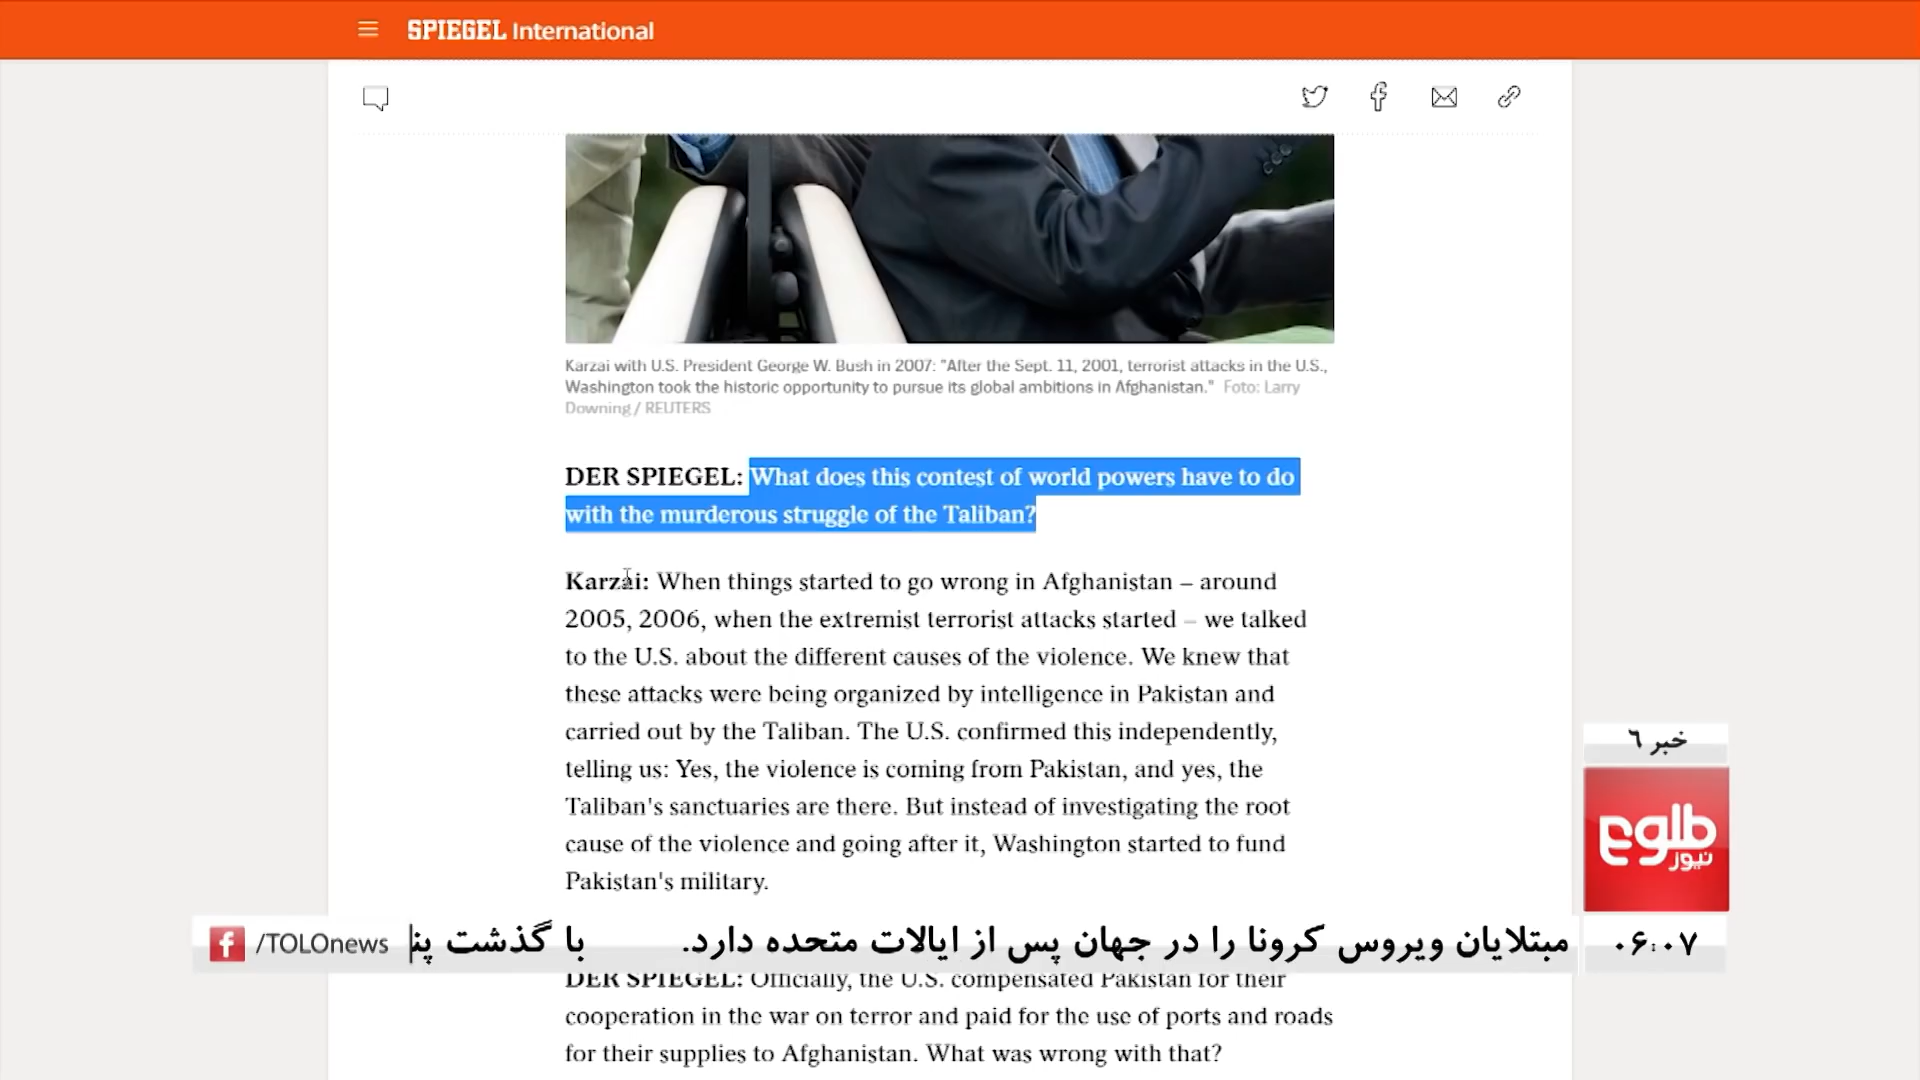 SPIEGEL International
Karzai with U.S. President George W. Bush in 2007: "After the Sept. 11, 2001, terrorist attacks in the U.S.,
Washington took the historic opportunity to pursue its global ambitions in Afghanistan." Foto: Larry
Downing / REUTERS
DER SPIEGEL: What does this contest of world powers have to do
with the murderous struggle of the Taliban?
Karzai: When things started to go wrong in Afghanistan – around
2005, 2006, when the extremist terrorist attacks started – we talked
to the U.S. about the different causes of the violence. We knew that
these attacks were being organized by intelligence in Pakistan and
carried out by the Taliban. The U.S. confirmed this independently,
telling us: Yes, the violence is coming from Pakistan, and yes, the
Taliban's sanctuaries are there. But instead of investigating the root
cause of the violence and going after it, Washington started to fund
Pakistan's military.
خبر ٦
طلوع
نیوز
/TOLOnews
مبتلایان ویروس کرونا را در جهان پس از ایالات متحده دارد. با گذشت
۰۶:۰۷
DER SPIEGEL: Officially, the U.S. compensated Pakistan for their
cooperation in the war on terror and paid for the use of ports and roads
for their supplies to Afghanistan. What was wrong with that?